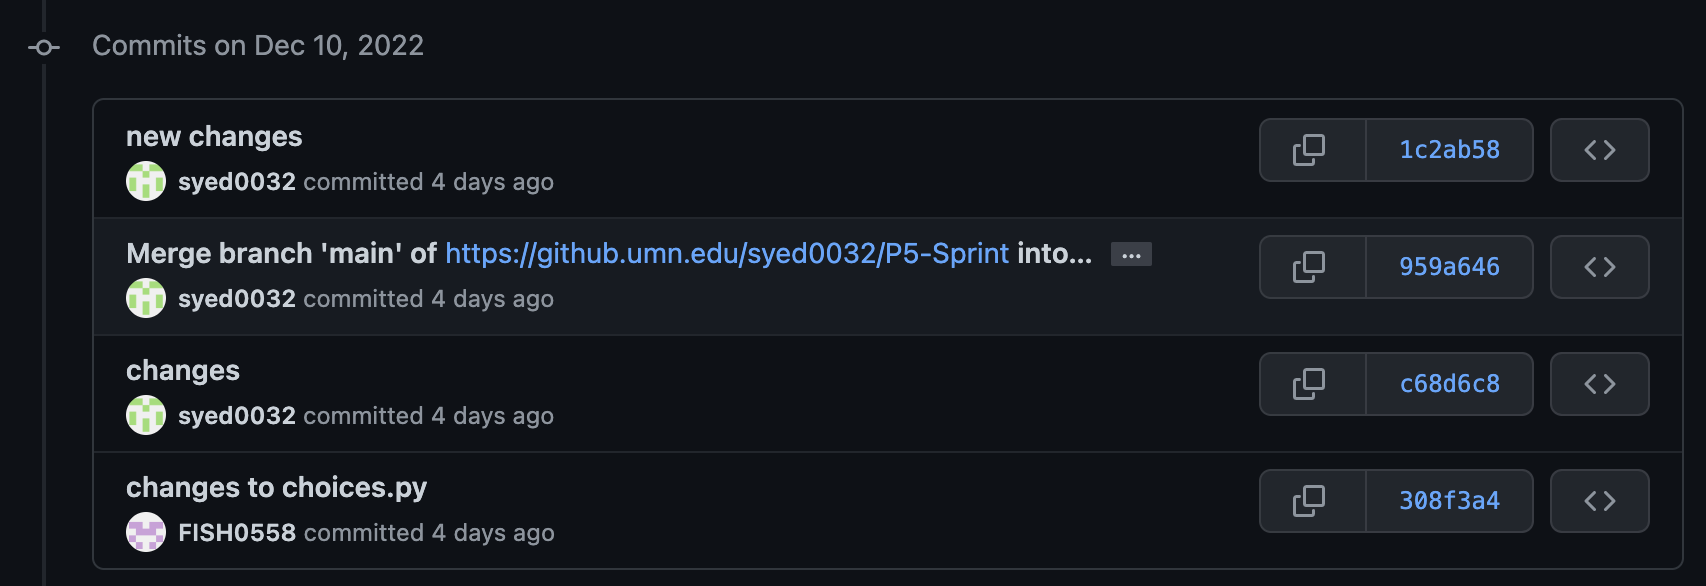 Commits on Dec 10, 2022
new changes
syed0032 committed 4 days ago
1c2ab58
Merge branch 'main' of https://github.umn.edu/syed0032/P5-Sprint into... ...
syed0032 committed 4 days ago
959a646
changes
syed0032 committed 4 days ago
c68d6c8
changes to choices.py
FISH0558 committed 4 days ago
308f3a4